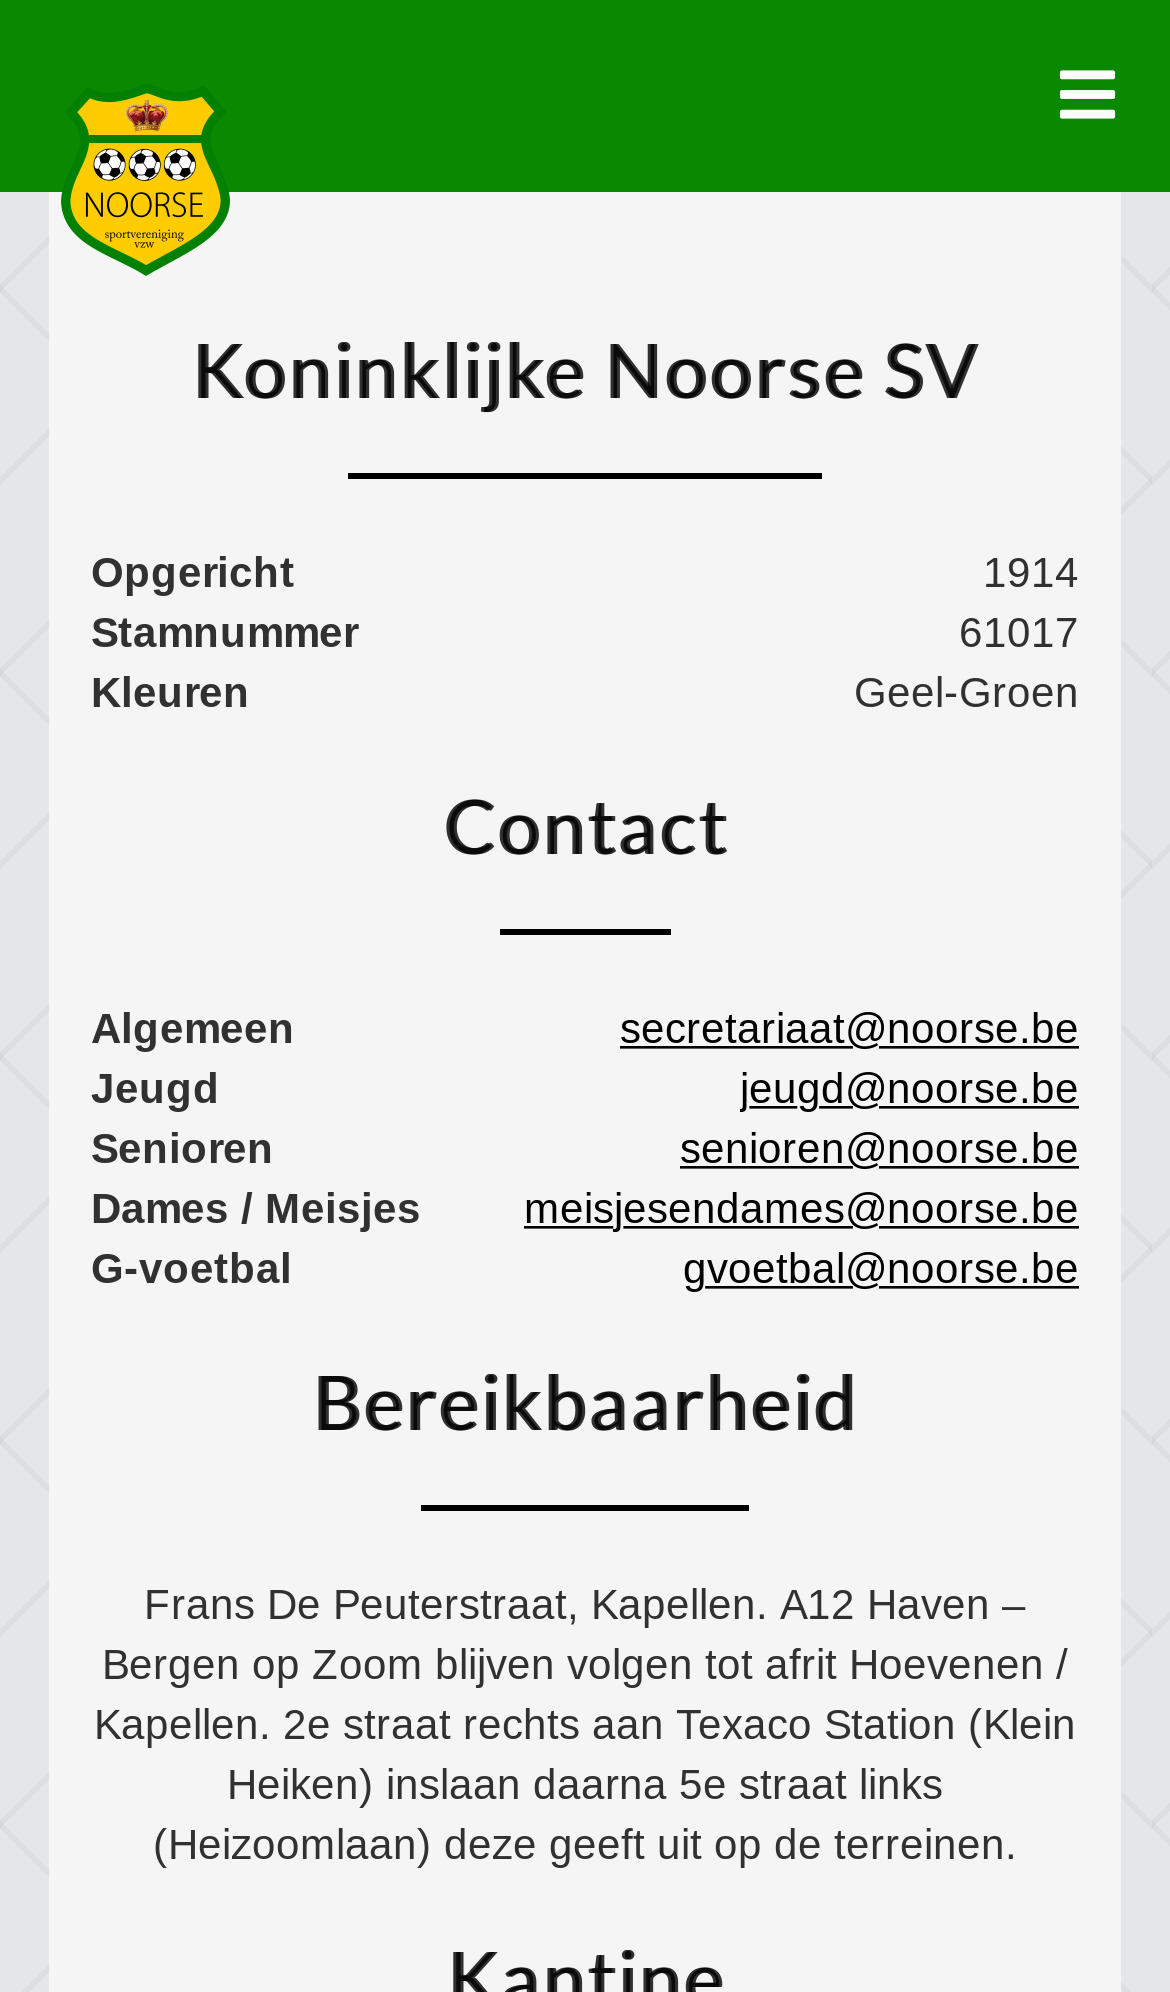 NOORSE
sportvereniging
vzw
Koninklijke Noorse SV
Opgericht 1914
Stamnummer 61017
Kleuren Geel-Groen
Contact
Algemeen secretariaat@noorse.be
Jeugd jeugd@noorse.be
Senioren senioren@noorse.be
Dames / Meisjes meisjesendames@noorse.be
G-voetbal gvoetbal@noorse.be
Bereikbaarheid
Frans De Peuterstraat, Kapellen. A12 Haven –
Bergen op Zoom blijven volgen tot afrit Hoevenen /
Kapellen. 2e straat rechts aan Texaco Station (Klein
Heiken) inslaan daarna 5e straat links
(Heizoomlaan) deze geeft uit op de terreinen.
Kantine